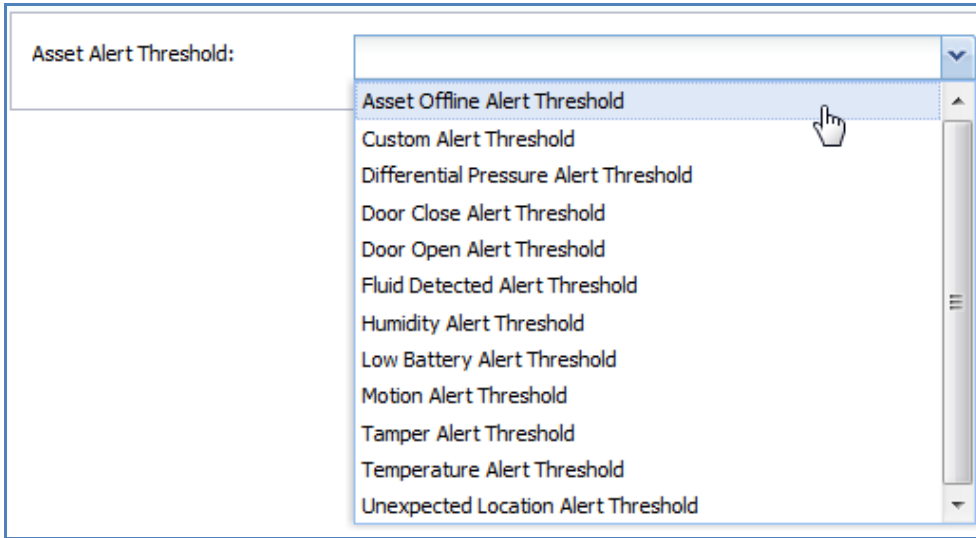 Asset Alert Threshold:
Asset Offline Alert Threshold
Custom Alert Threshold
Differential Pressure Alert Threshold
Door Close Alert Threshold
Door Open Alert Threshold
Fluid Detected Alert Threshold
Humidity Alert Threshold
Low Battery Alert Threshold
Motion Alert Threshold
Tamper Alert Threshold
Temperature Alert Threshold
Unexpected Location Alert Threshold